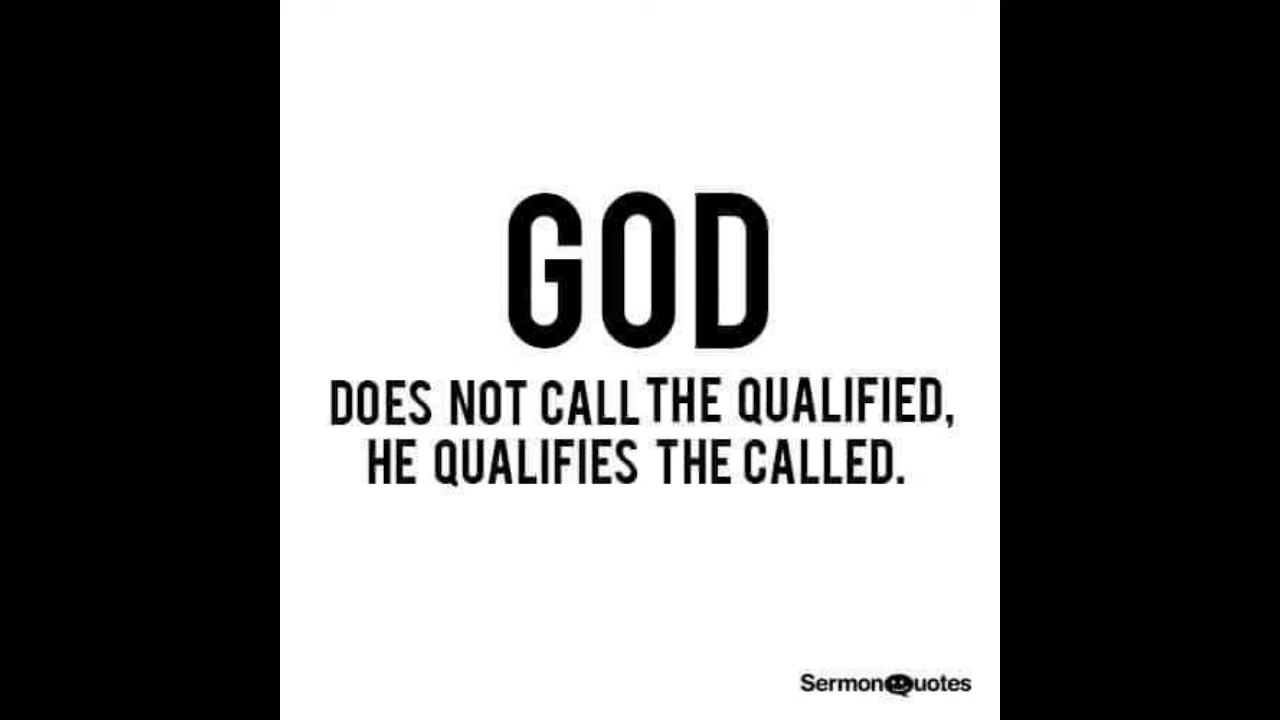 GOD
DOES NOT CALL THE QUALIFIED,
HE QUALIFIES THE CALLED.
SermonQuotes